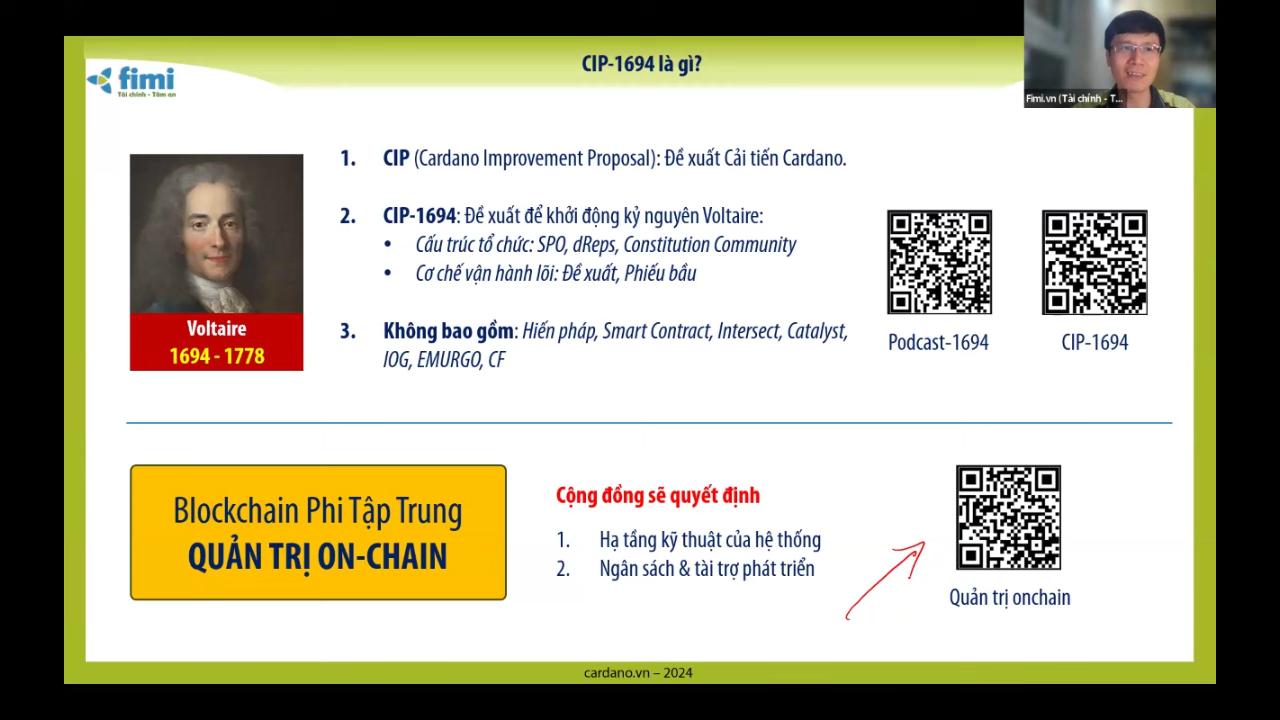 CIP-1694 là gì?
fimi
Tài chính - Tâm an
Fimi.vn (Tài chính - T...
Voltaire
1694 - 1778
1. CIP (Cardano Improvement Proposal): Đề xuất Cải tiến Cardano.
2. CIP-1694: Đề xuất để khởi động kỷ nguyên Voltaire:
• Cấu trúc tổ chức: SPO, dReps, Constitution Community
• Cơ chế vận hành lõi: Đề xuất, Phiếu bầu
3. Không bao gồm: Hiến pháp, Smart Contract, Intersect, Catalyst,
IOG, EMURGO, CF
Podcast-1694
CIP-1694
Blockchain Phi Tập Trung
QUẢN TRỊ ON-CHAIN
Cộng đồng sẽ quyết định
1. Hạ tầng kỹ thuật của hệ thống
2. Ngân sách & tài trợ phát triển
Quản trị onchain
cardano.vn – 2024